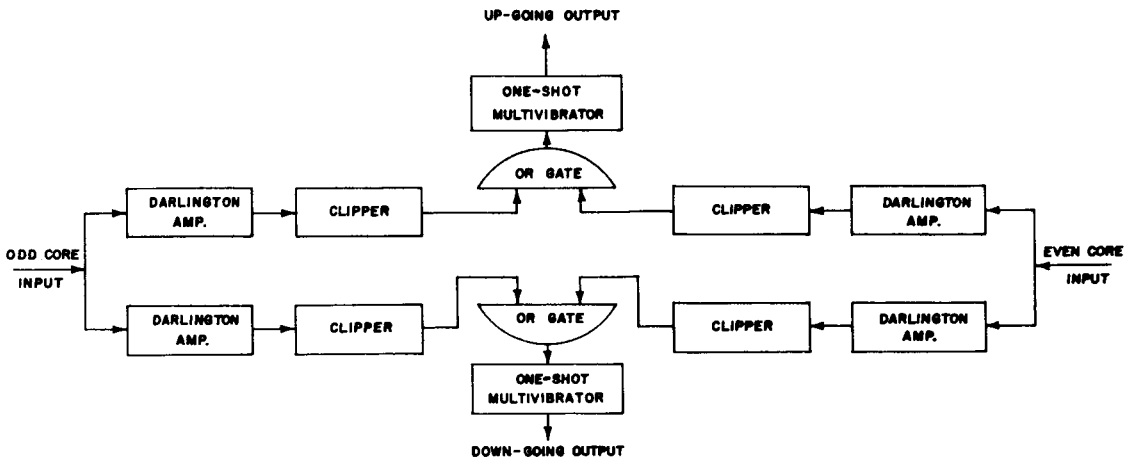 UP-GOING OUTPUT
ONE-SHOT
MULTIVIBRATOR
OR GATE
DARLINGTON
AMP.
CLIPPER
CLIPPER
DARLINGTON
AMP.
ODD CORE
INPUT
EVEN CORE
INPUT
DARLINGTON
AMP.
CLIPPER
OR GATE
CLIPPER
DARLINGTON
AMP.
ONE-SHOT
MULTIVIBRATOR
DOWN-GOING OUTPUT